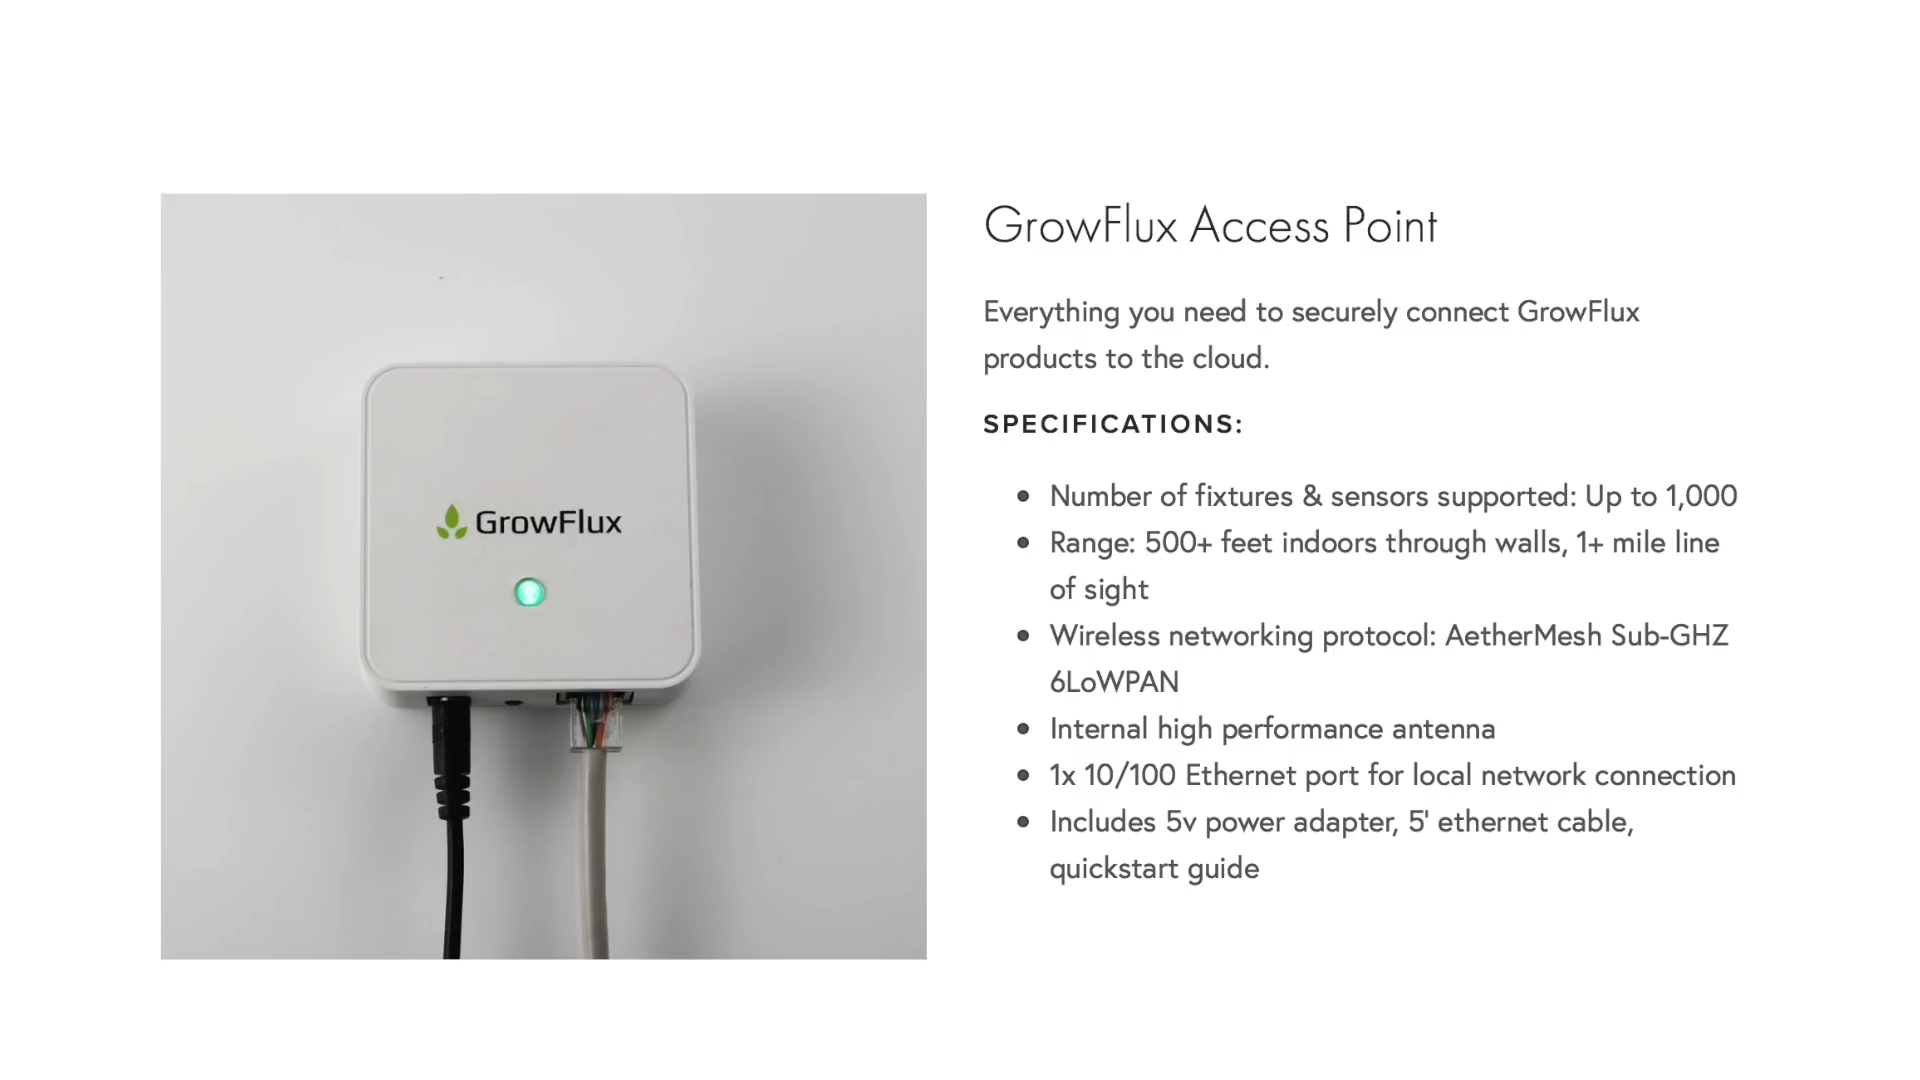 GrowFlux Access Point
Everything you need to securely connect GrowFlux
products to the cloud.
SPECIFICATIONS:
• Number of fixtures & sensors supported: Up to 1,000
• Range: 500+ feet indoors through walls, 1+ mile line
of sight
• Wireless networking protocol: AetherMesh Sub-GHZ
6LoWPAN
• Internal high performance antenna
• 1x 10/100 Ethernet port for local network connection
• Includes 5v power adapter, 5' ethernet cable,
quickstart guide
GrowFlux